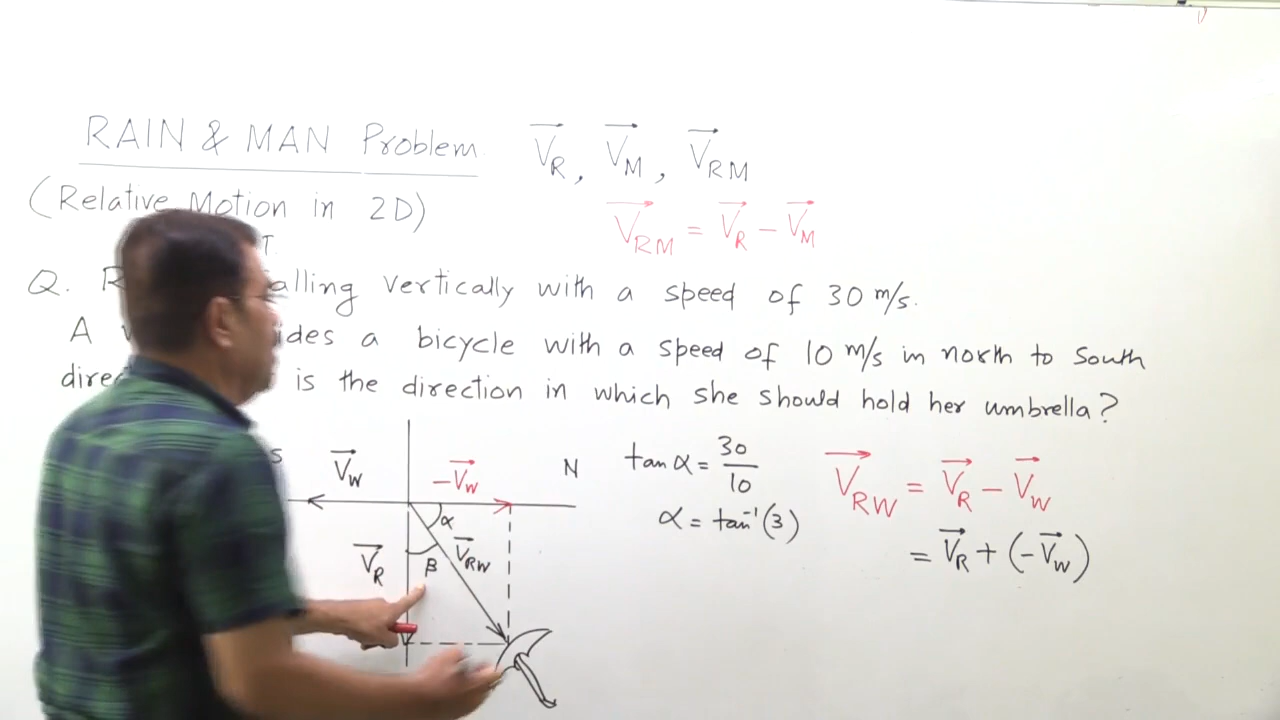 RAIN & MAN Problem V⃗R, V⃗M, V⃗RM
(Relative Motion in 2D)
V⃗RM = V⃗R − V⃗M
Q. falling vertically with a speed of 30 m/s.
A a bicycle with a speed of 10 m/s in north to South
is the direction in which she should hold her umbrella?
S V⃗W −V⃗W N
α
V⃗R β V⃗RW
tan α = 30/10
α = tan⁻¹(3)
V⃗RW = V⃗R − V⃗W
= V⃗R + (−V⃗W)